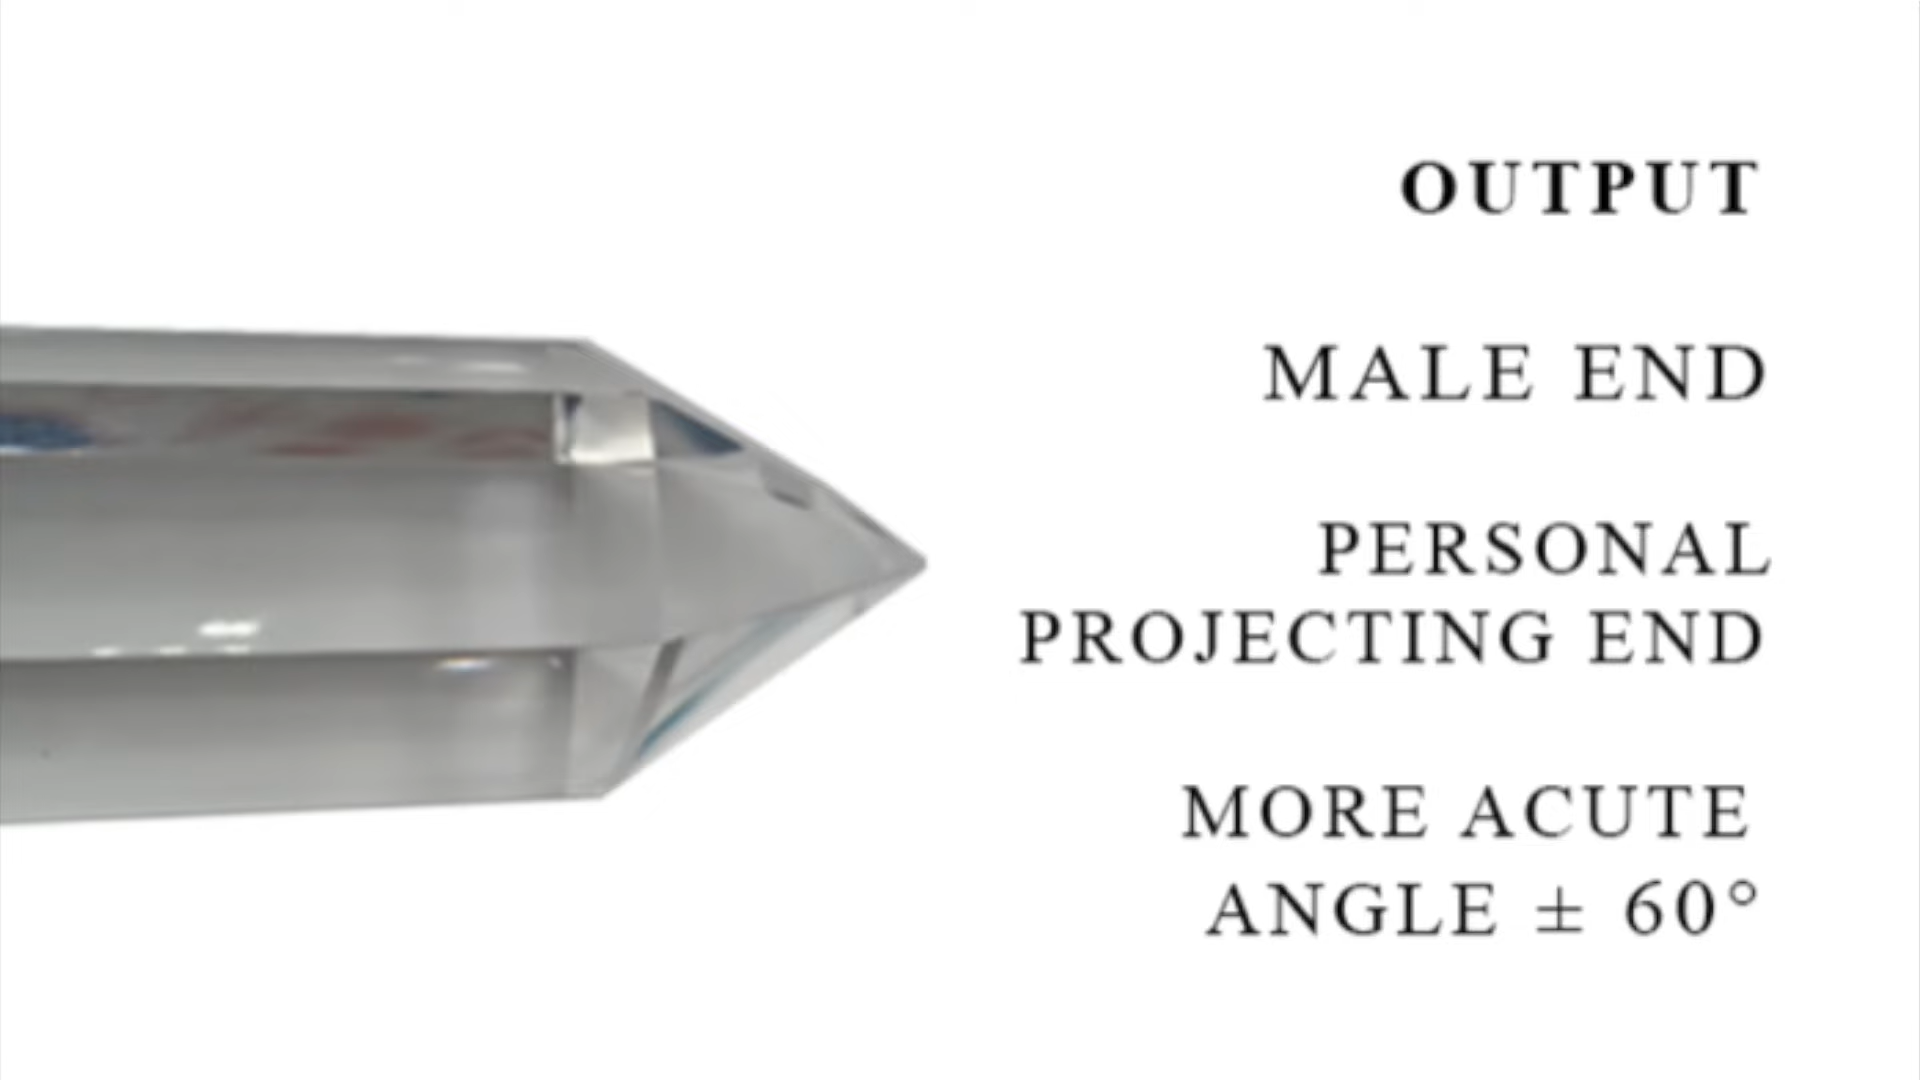 OUTPUT
MALE END
PERSONAL
PROJECTING END
MORE ACUTE
ANGLE ± 60°